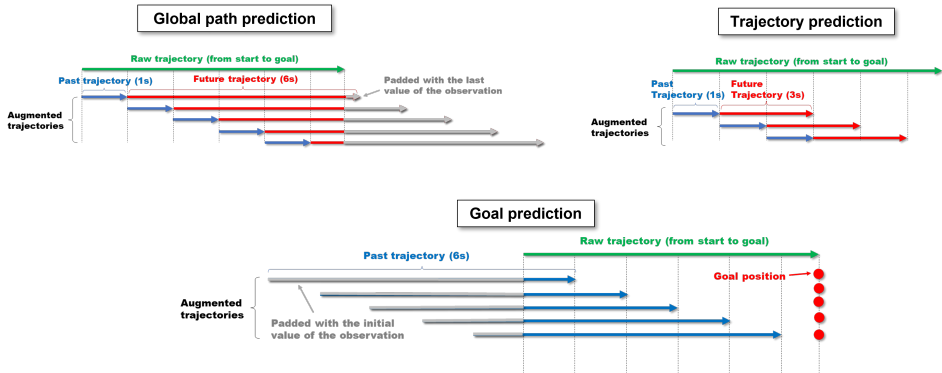 Global path prediction
Raw trajectory (from start to goal)
Past trajectory (1s)
Future trajectory (6s)
Padded with the last
value of the observation
Augmented
trajectories
Trajectory prediction
Raw trajectory (from start to goal)
Past
Trajectory (1s)
Future
Trajectory (3s)
Augmented
trajectories
Goal prediction
Raw trajectory (from start to goal)
Past trajectory (6s)
Goal position
Augmented
trajectories
Padded with the initial
value of the observation